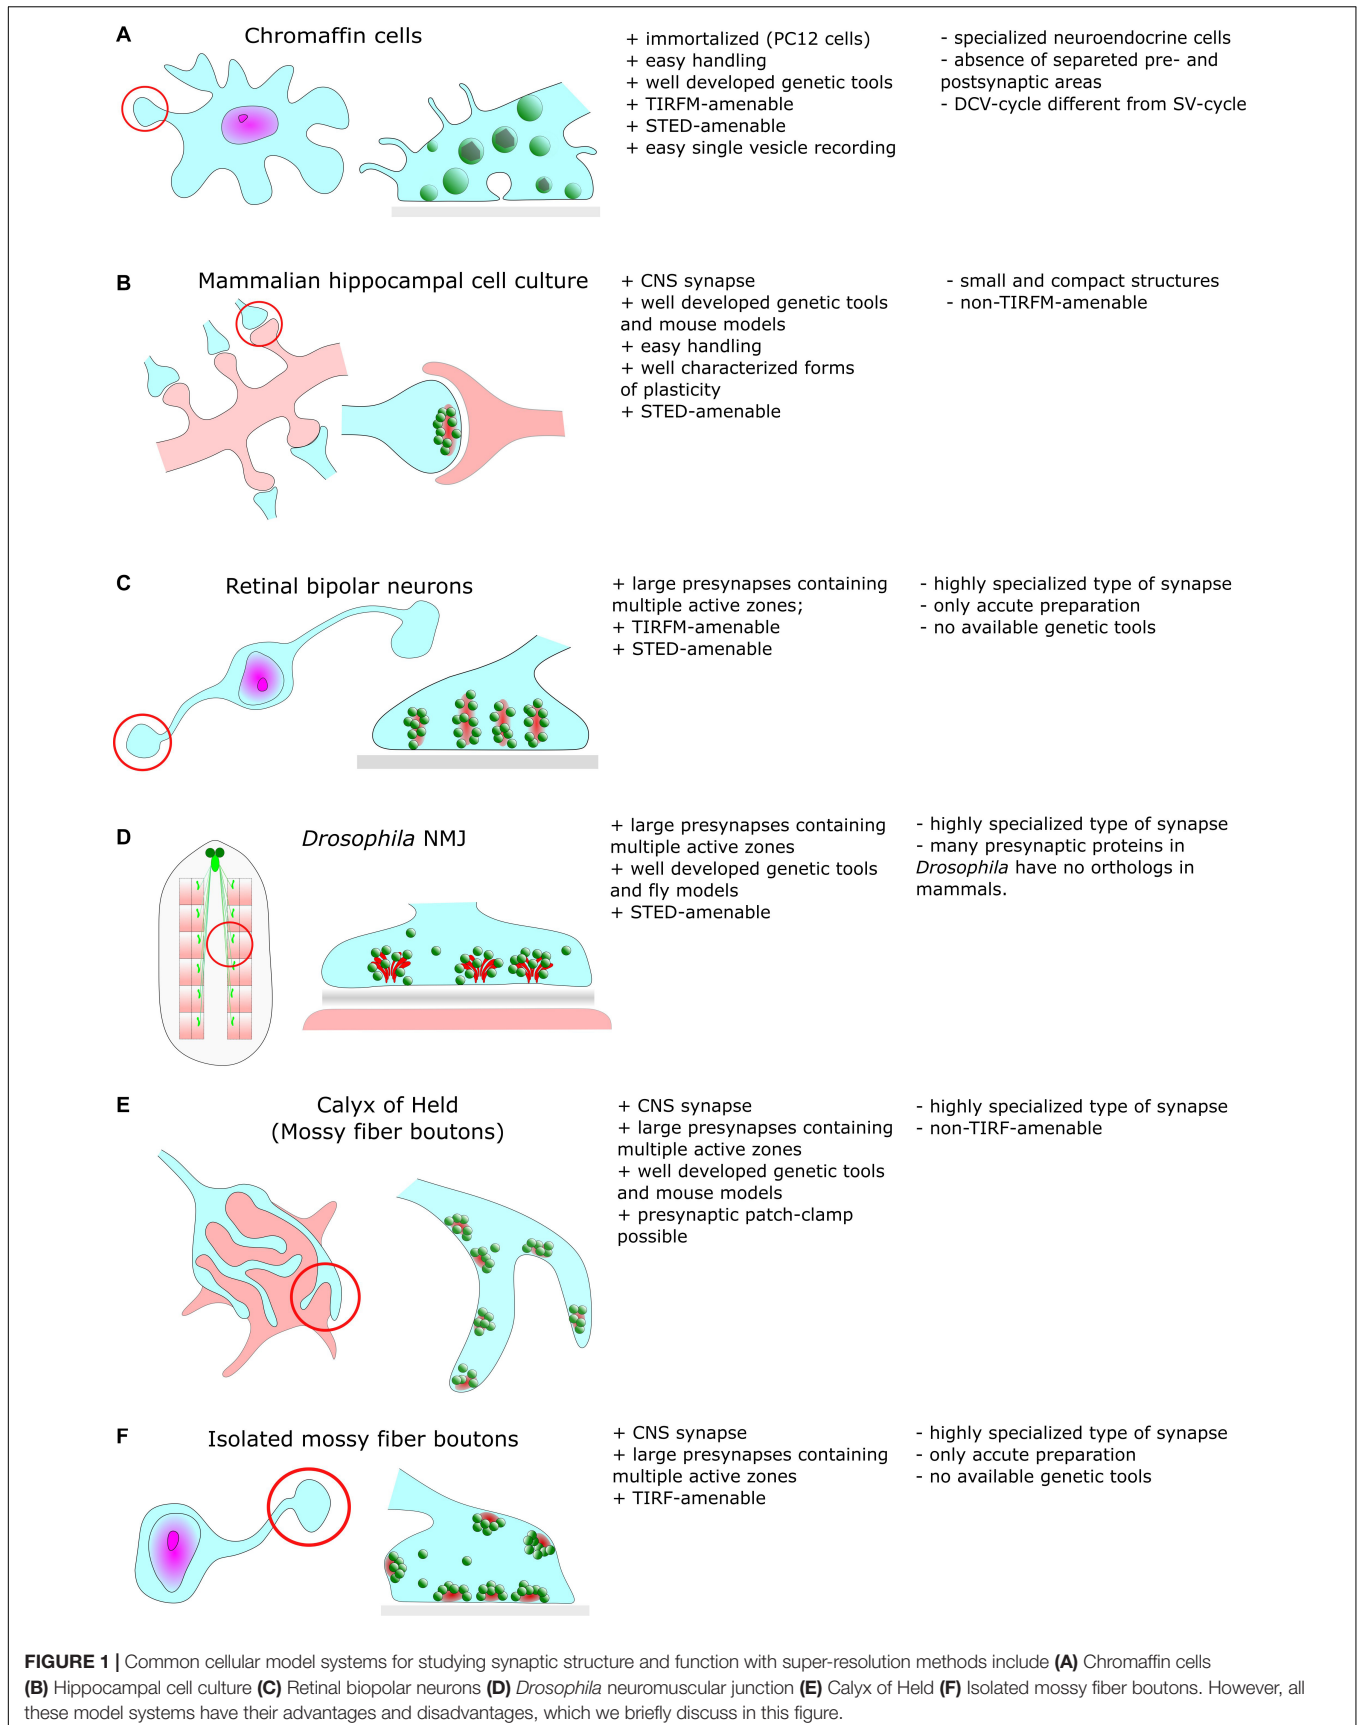 A
Chromaffin cells
+ immortalized (PC12 cells)
+ easy handling
+ well developed genetic tools
+ TIRFM-amenable
+ STED-amenable
+ easy single vesicle recording
- specialized neuroendocrine cells
- absence of separeted pre- and
postsynaptic areas
- DCV-cycle different from SV-cycle
B
Mammalian hippocampal cell culture
+ CNS synapse
+ well developed genetic tools
and mouse models
+ easy handling
+ well characterized forms
of plasticity
+ STED-amenable
- small and compact structures
- non-TIRFM-amenable
C
Retinal bipolar neurons
+ large presynapses containing
multiple active zones;
+ TIRFM-amenable
+ STED-amenable
- highly specialized type of synapse
- only accute preparation
- no available genetic tools
D
Drosophila NMJ
+ large presynapses containing
multiple active zones
+ well developed genetic tools
and fly models
+ STED-amenable
- highly specialized type of synapse
- many presynaptic proteins in
Drosophila have no orthologs in
mammals.
E
Calyx of Held
(Mossy fiber boutons)
+ CNS synapse
+ large presynapses containing
multiple active zones
+ well developed genetic tools
and mouse models
+ presynaptic patch-clamp
possible
- highly specialized type of synapse
- non-TIRF-amenable
F
Isolated mossy fiber boutons
+ CNS synapse
+ large presynapses containing
multiple active zones
+ TIRF-amenable
- highly specialized type of synapse
- only accute preparation
- no available genetic tools
FIGURE 1 | Common cellular model systems for studying synaptic structure and function with super-resolution methods include (A) Chromaffin cells
(B) Hippocampal cell culture (C) Retinal biopolar neurons (D) Drosophila neuromuscular junction (E) Calyx of Held (F) Isolated mossy fiber boutons. However, all
these model systems have their advantages and disadvantages, which we briefly discuss in this figure.